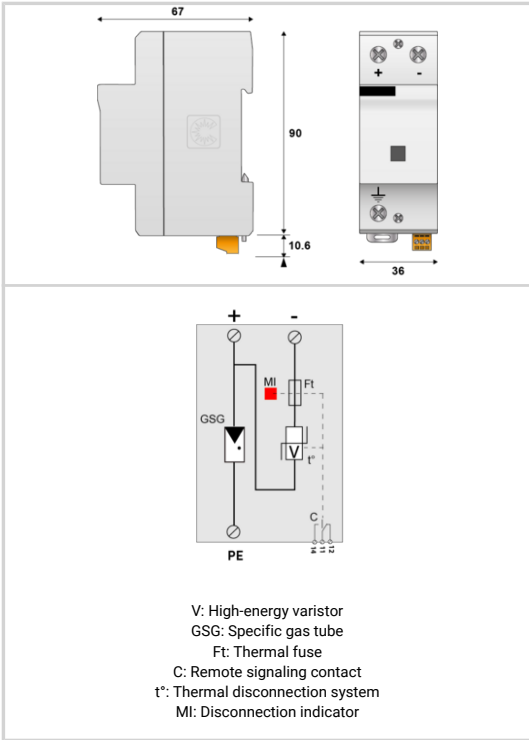 67
+ -
90
10.6
36
+ -
MI
Ft
GSG
V
t°
C
14 11 12
PE
V: High-energy varistor
GSG: Specific gas tube
Ft: Thermal fuse
C: Remote signaling contact
t°: Thermal disconnection system
MI: Disconnection indicator